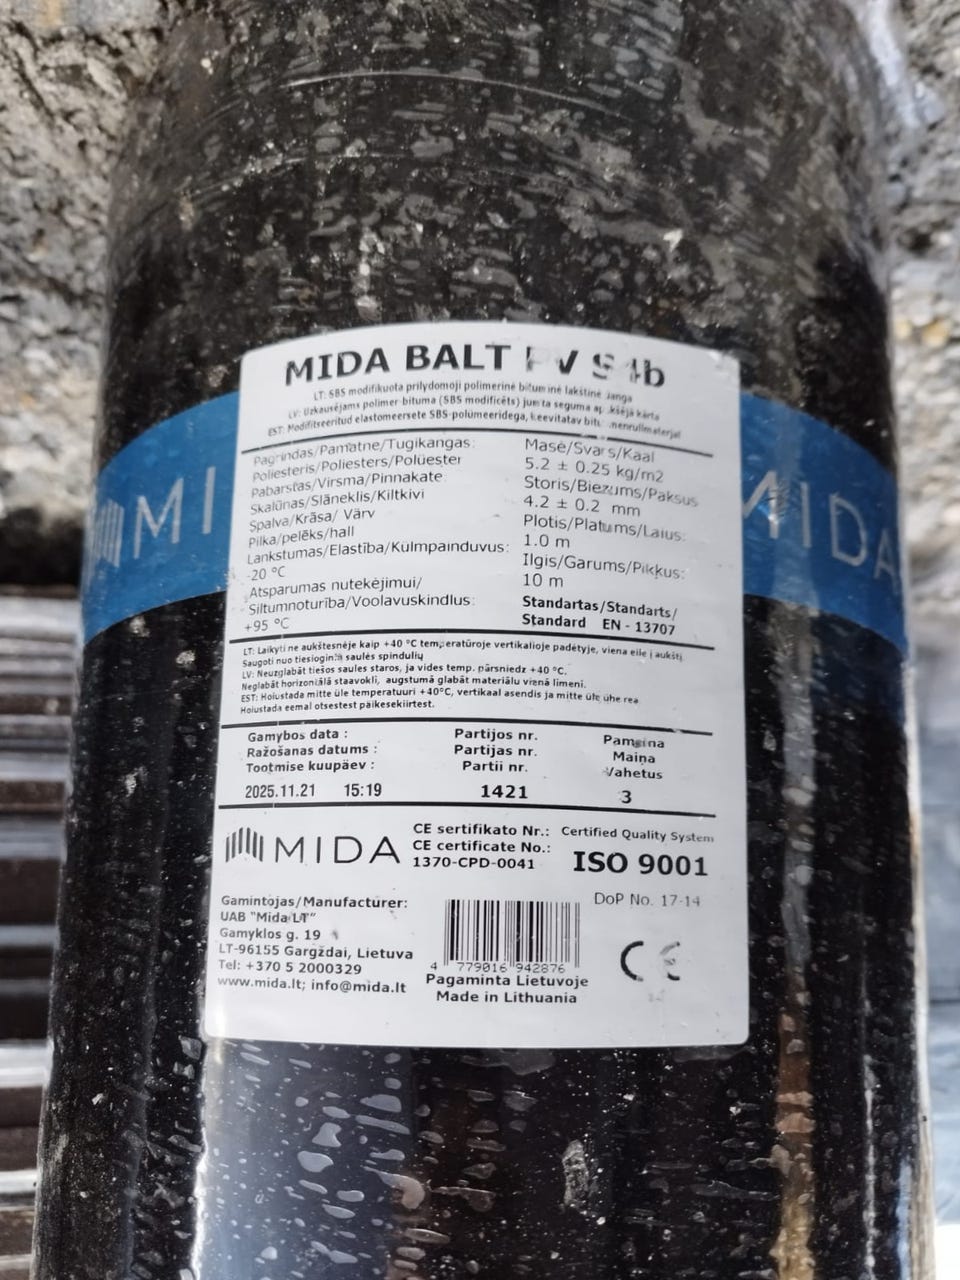 MIDA BALT PV S4b
LT: SBS modifikuota prilydomoji polimerinė bituminė lakštinė danga
LV: Uzkausējams polimer bituma (SBS modificēts) jumta seguma apakšējā kārta
EST: Modifitseeritud elastomeersete SBS-polümeeridega, keevitatav bituumenrullmaterjal
Pagrindas/Pamatne/Tugikangas:
Poliesteris/Poliesters/Polüester
Pabarstas/Virsma/Pinnakate:
Skalūnas/Slāneklis/Kiltkivi
Spalva/Krāsa/ Värv
Pilka/pelēks/hall
Lankstumas/Elastība/Külmpainduvus:
-20 °C
Atsparumas nutekėjimui/
Siltumnoturība/Voolavuskindlus:
+95 °C
Masė/Svars/Kaal
5.2 ± 0.25 kg/m2
Storis/Biezums/Paksus
4.2 ± 0.2 mm
Plotis/Platums/Laius:
1.0 m
Ilgis/Garums/Pikkus:
10 m
Standartas/Standarts/
Standard EN - 13707
LT: Laikyti ne aukštesnėje kaip +40 °C temperatūroje vertikalioje padėtyje, viena eile į aukštį
Saugoti nuo tiesioginių saulės spindulių
LV: Neuzglabāt tiešos saules staros, ja vides temp. pārsniedz +40 °C.
Neglabāt horizontālā staavoklī, augstumā glabāt materiālu vienā līmenī.
EST: Hoiustada mitte üle temperatuuri +40°C, vertikaal asendis ja mitte üle ühe rea
Hoiustada eemal otsestest päikesekiirtest.
Gamybos data :
Ražošanas datums :
Tootmise kuupäev :
Partijos nr.
Partijas nr.
Partii nr.
Pamaina
Maiņa
Vahetus
2025.11.21 15:19 1421 3
MIDA
CE sertifikato Nr.:
CE certificate No.:
1370-CPD-0041
Certified Quality System
ISO 9001
Gamintojas/Manufacturer:
UAB "Mida LT"
Gamyklos g. 19
LT-96155 Gargždai, Lietuva
Tel: +370 5 2000329
www.mida.lt; info@mida.lt
4 779016 942876
Pagaminta Lietuvoje
Made in Lithuania
DoP No. 17-14
CE
MI
MIDA